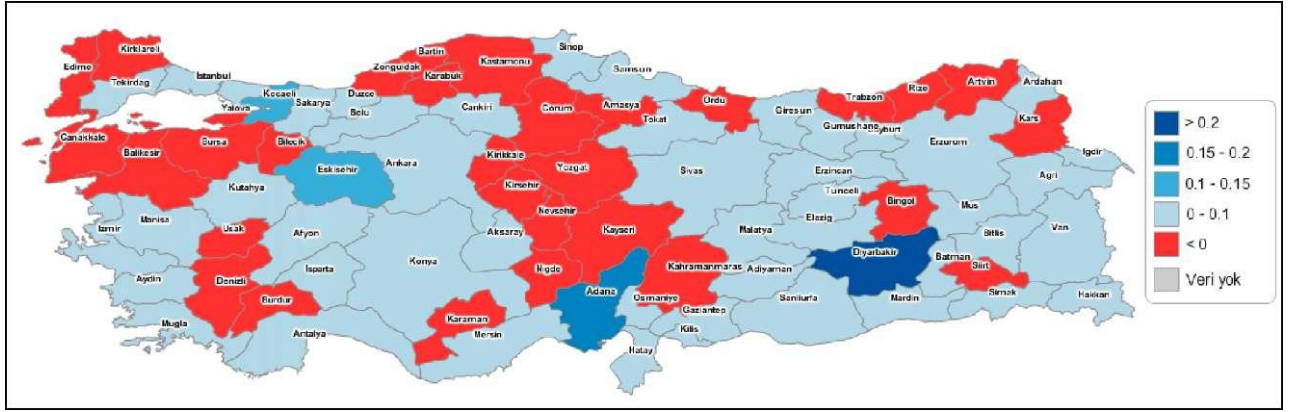 Sinop
Kirklareli
Bartin
Kastamonu
Edirne
Zonguldak
Samsun
Istanbul
Karabuk
Tekirdag
Artvin
Ardahan
Kocaeli
Duzce
Rize
Yalova
Sakarya
Cankiri
Corum
Amasya
Ordu
Trabzon
Bolu
Giresun
Tokat
Kars
Canakkale
Gumushane
Bayburt
Bursa
Bilecik
Erzurum
Balikesir
Kirikkale
Igdir
Ankara
Yozgat
Eskisehir
Sivas
Erzincan
Agri
Kutahya
Kirsehir
Tunceli
Bingol
Mus
Nevsehir
Manisa
Elazig
Izmir
Usak
Afyon
Aksaray
Kayseri
Malatya
Bitlis
Van
Diyarbakir
Konya
Batman
Siirt
Isparta
Nigde
Kahramanmaras
Adiyaman
Aydin
Denizli
Adana
Sirnak
Hakkari
Burdur
Osmaniye
Sanliurfa
Mardin
Gaziantep
Karaman
Mugla
Antalya
Mersin
Kilis
Hatay
> 0.2
0.15 - 0.2
0.1 - 0.15
0 - 0.1
< 0
Veri yok